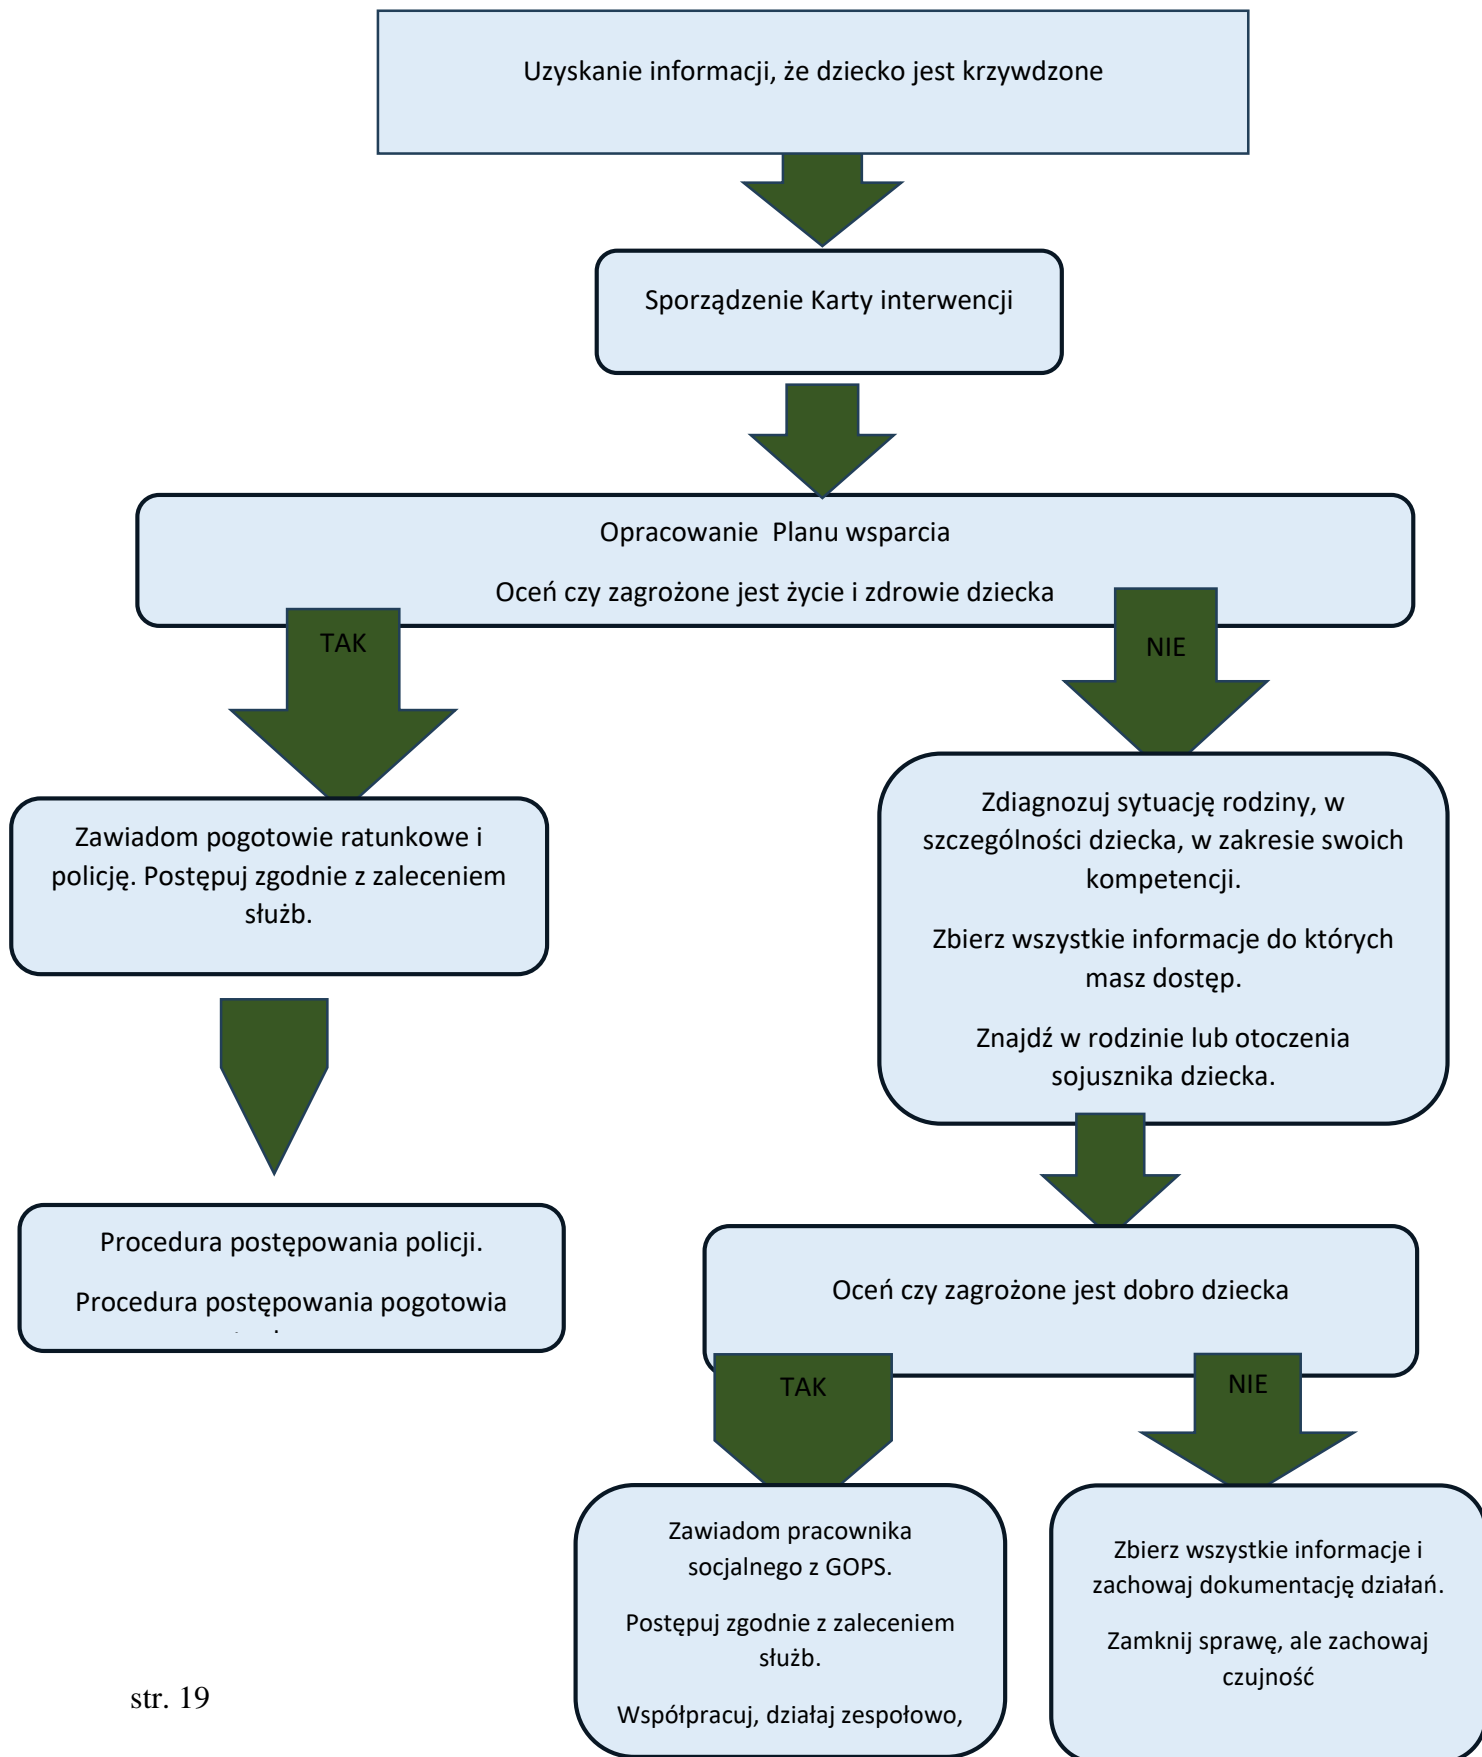 Uzyskanie informacji, że dziecko jest krzywdzone
Sporządzenie Karty interwencji
Opracowanie Planu wsparcia
Oceń czy zagrożone jest życie i zdrowie dziecka
TAK
NIE
Zawiadom pogotowie ratunkowe i
policję. Postępuj zgodnie z zaleceniem
służb.
Zdiagnozuj sytuację rodziny, w
szczególności dziecka, w zakresie swoich
kompetencji.
Zbierz wszystkie informacje do których
masz dostęp.
Znajdź w rodzinie lub otoczenia
sojusznika dziecka.
Procedura postępowania policji.
Procedura postępowania pogotowia
Oceń czy zagrożone jest dobro dziecka
TAK
NIE
Zawiadom pracownika
socjalnego z GOPS.
Postępuj zgodnie z zaleceniem
służb.
Współpracuj, działaj zespołowo,
Zbierz wszystkie informacje i
zachowaj dokumentację działań.
Zamknij sprawę, ale zachowaj
czujność
str. 19